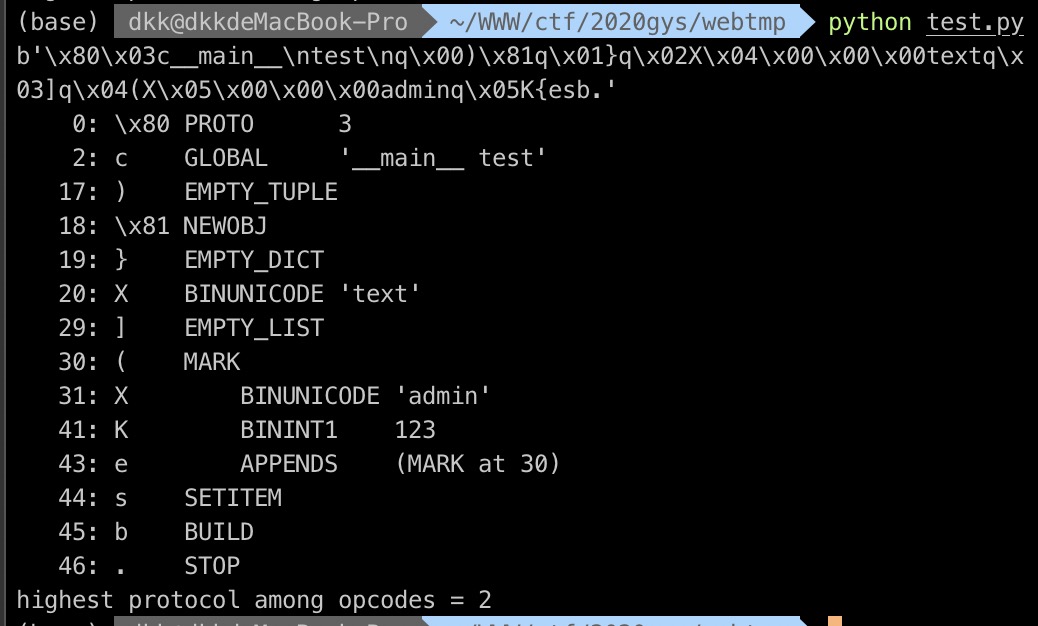 (base) dkk@dkkdeMacBook-Pro ~/WWW/ctf/2020gys/webtmp python test.py
b'\x80\x03c__main__\ntest\nq\x00)\x81q\x01}q\x02X\x04\x00\x00\x00textq\x
03]q\x04(X\x05\x00\x00\x00adminq\x05K{esb.'
0: \x80 PROTO 3
2: c GLOBAL '__main__ test'
17: ) EMPTY_TUPLE
18: \x81 NEWOBJ
19: } EMPTY_DICT
20: X BINUNICODE 'text'
29: ] EMPTY_LIST
30: ( MARK
31: X BINUNICODE 'admin'
41: K BININT1 123
43: e APPENDS (MARK at 30)
44: s SETITEM
45: b BUILD
46: . STOP
highest protocol among opcodes = 2